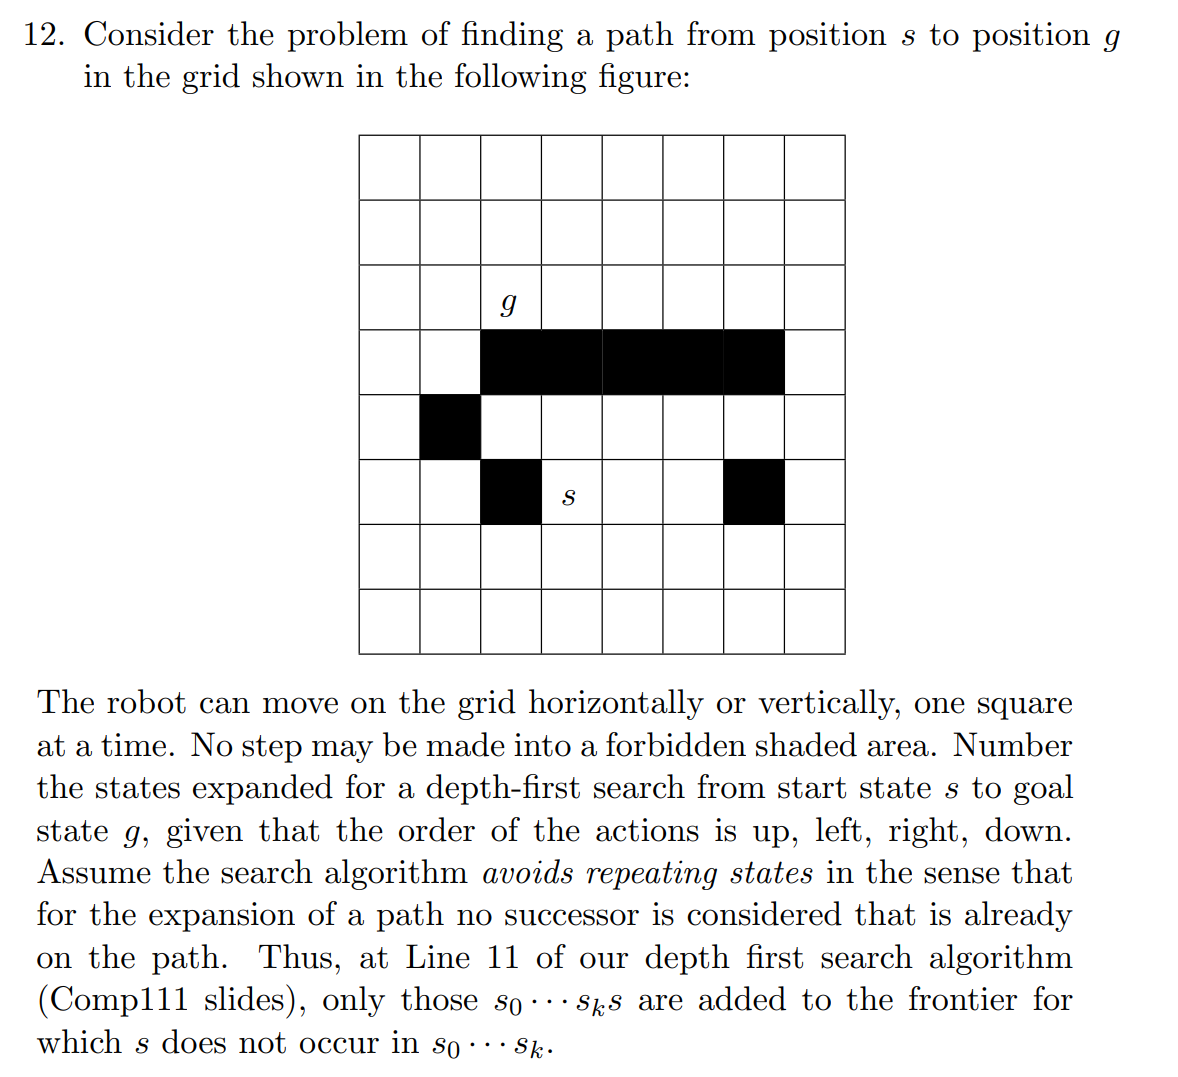 12. Consider the problem of finding a path from position s to position g
in the grid shown in the following figure:
g
s
The robot can move on the grid horizontally or vertically, one square
at a time. No step may be made into a forbidden shaded area. Number
the states expanded for a depth-first search from start state s to goal
state g, given that the order of the actions is up, left, right, down.
Assume the search algorithm avoids repeating states in the sense that
for the expansion of a path no successor is considered that is already
on the path. Thus, at Line 11 of our depth first search algorithm
(Comp111 slides), only those s₀ ⋯ sₖs are added to the frontier for
which s does not occur in s₀ ⋯ sₖ.